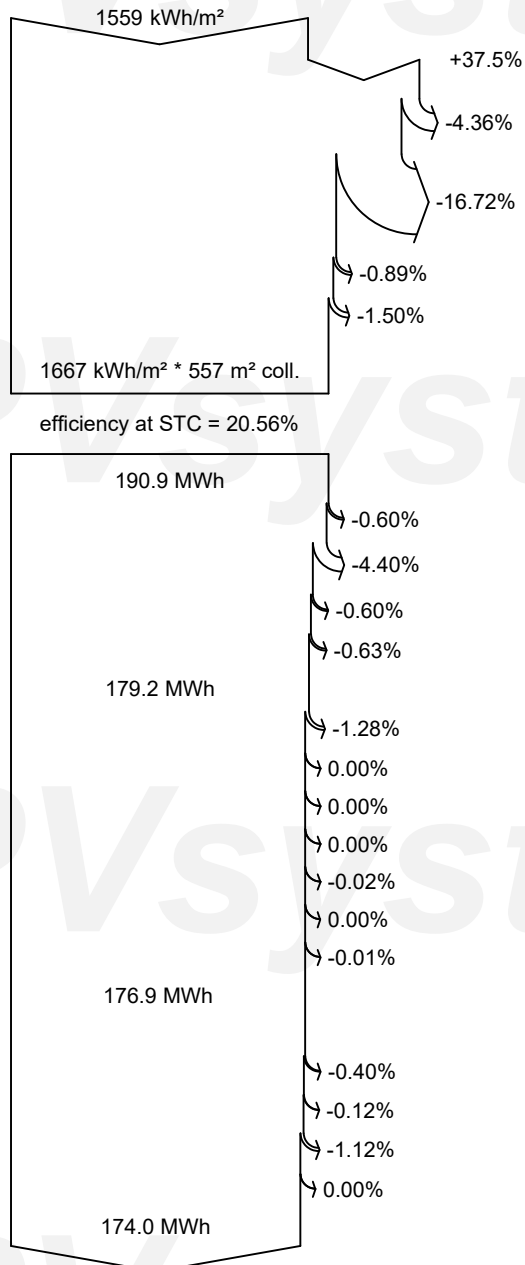 1559 kWh/m²
+37.5%
-4.36%
-16.72%
-0.89%
-1.50%
1667 kWh/m² * 557 m² coll.
efficiency at STC = 20.56%
190.9 MWh
-0.60%
-4.40%
-0.60%
-0.63%
179.2 MWh
-1.28%
0.00%
0.00%
0.00%
-0.02%
0.00%
-0.01%
176.9 MWh
-0.40%
-0.12%
-1.12%
0.00%
174.0 MWh
PVsyst
PVsyst